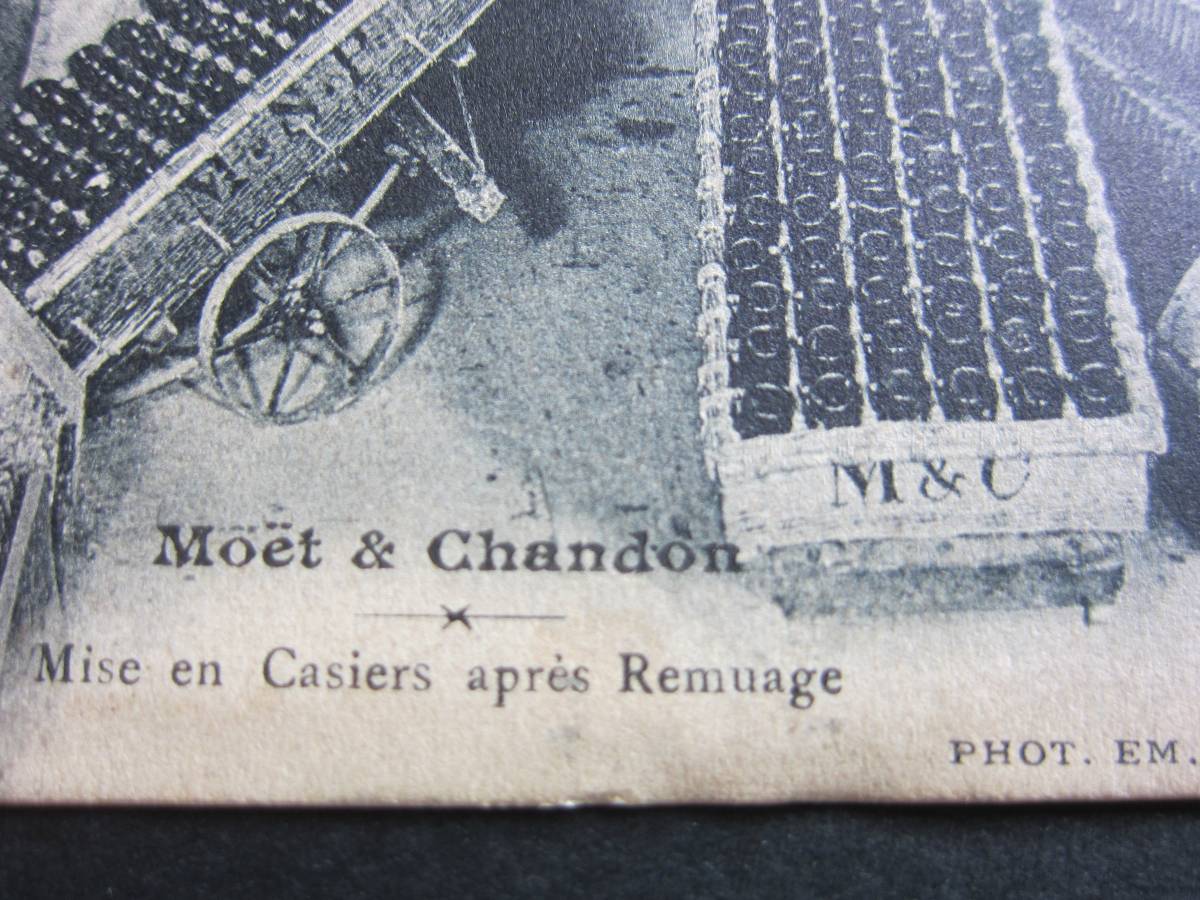 M & C
Moët & Chandon
Mise en Casiers après Remuage
PHOT. EM.